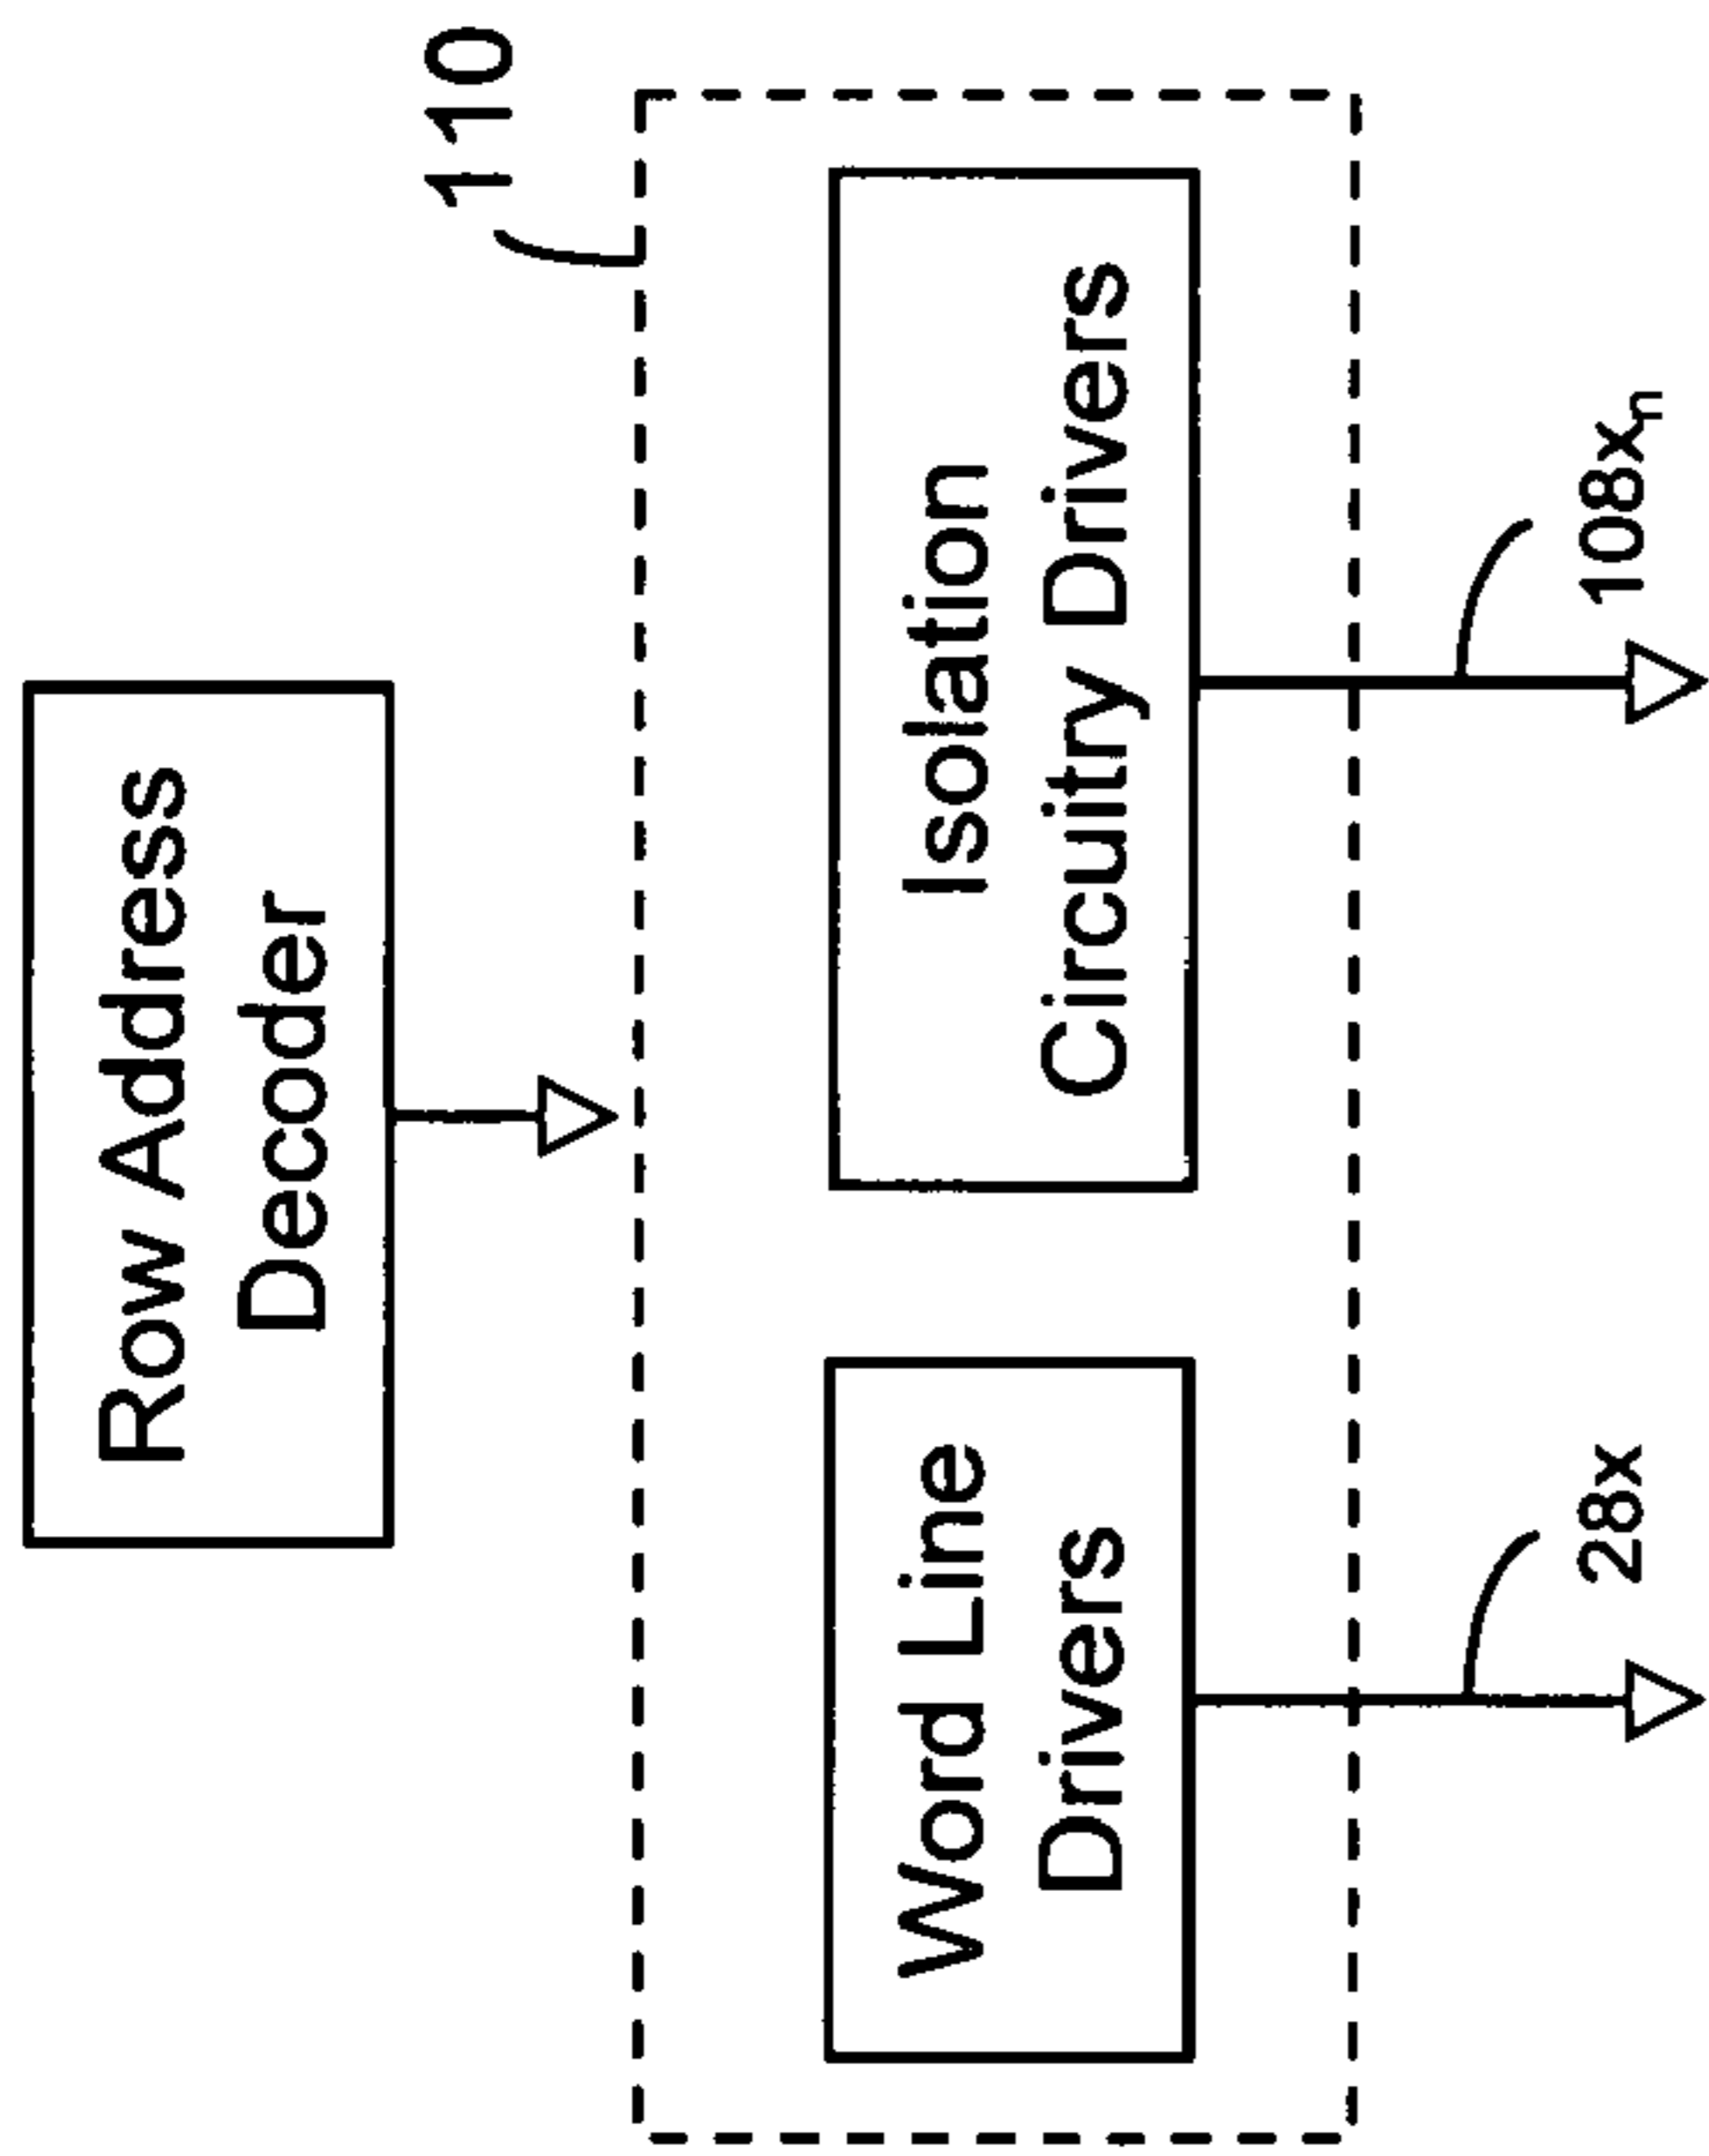 Row Address
Decoder
110
Word Line
Drivers
Isolation
Circuitry Drivers
28x
108xn